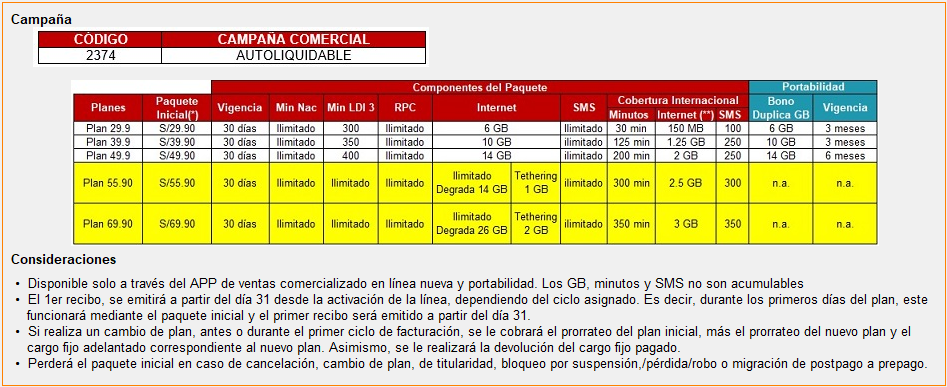 Campaña
CÓDIGO CAMPAÑA COMERCIAL
2374 AUTOLIQUIDABLE
Componentes del Paquete Portabilidad
Planes Paquete Inicial(*) Vigencia Min Nac Min LDI 3 RPC Internet SMS Cobertura Internacional Bono Duplica GB Vigencia
Minutos Internet (**) SMS
Plan 29.9 S/29.90 30 días Ilimitado 300 Ilimitado 6 GB Ilimitado 30 min 150 MB 100 6 GB 3 meses
Plan 39.9 S/39.90 30 días Ilimitado 350 Ilimitado 10 GB ilimitado 125 min 1.25 GB 250 10 GB 3 meses
Plan 49.9 S/49.90 30 días Ilimitado 400 Ilimitado 14 GB ilimitado 200 min 2 GB 250 14 GB 6 meses
Plan 55.90 S/55.90 30 días Ilimitado Ilimitado Ilimitado Ilimitado Degrada 14 GB Tethering 1 GB ilimitado 300 min 2.5 GB 300 n.a. n.a.
Plan 69.90 S/69.90 30 días Ilimitado Ilimitado Ilimitado Ilimitado Degrada 26 GB Tethering 2 GB ilimitado 350 min 3 GB 350 n.a. n.a.
Consideraciones
• Disponible solo a través del APP de ventas comercializado en línea nueva y portabilidad. Los GB, minutos y SMS no son acumulables
• El 1er recibo, se emitirá a partir del día 31 desde la activación de la línea, dependiendo del ciclo asignado. Es decir, durante los primeros días del plan, este
funcionará mediante el paquete inicial y el primer recibo será emitido a partir del día 31.
• Si realiza un cambio de plan, antes o durante el primer ciclo de facturación, se le cobrará el prorrateo del plan inicial, más el prorrateo del nuevo plan y el
cargo fijo adelantado correspondiente al nuevo plan. Asimismo, se le realizará la devolución del cargo fijo pagado.
• Perderá el paquete inicial en caso de cancelación, cambio de plan, de titularidad, bloqueo por suspensión,/pérdida/robo o migración de postpago a prepago.